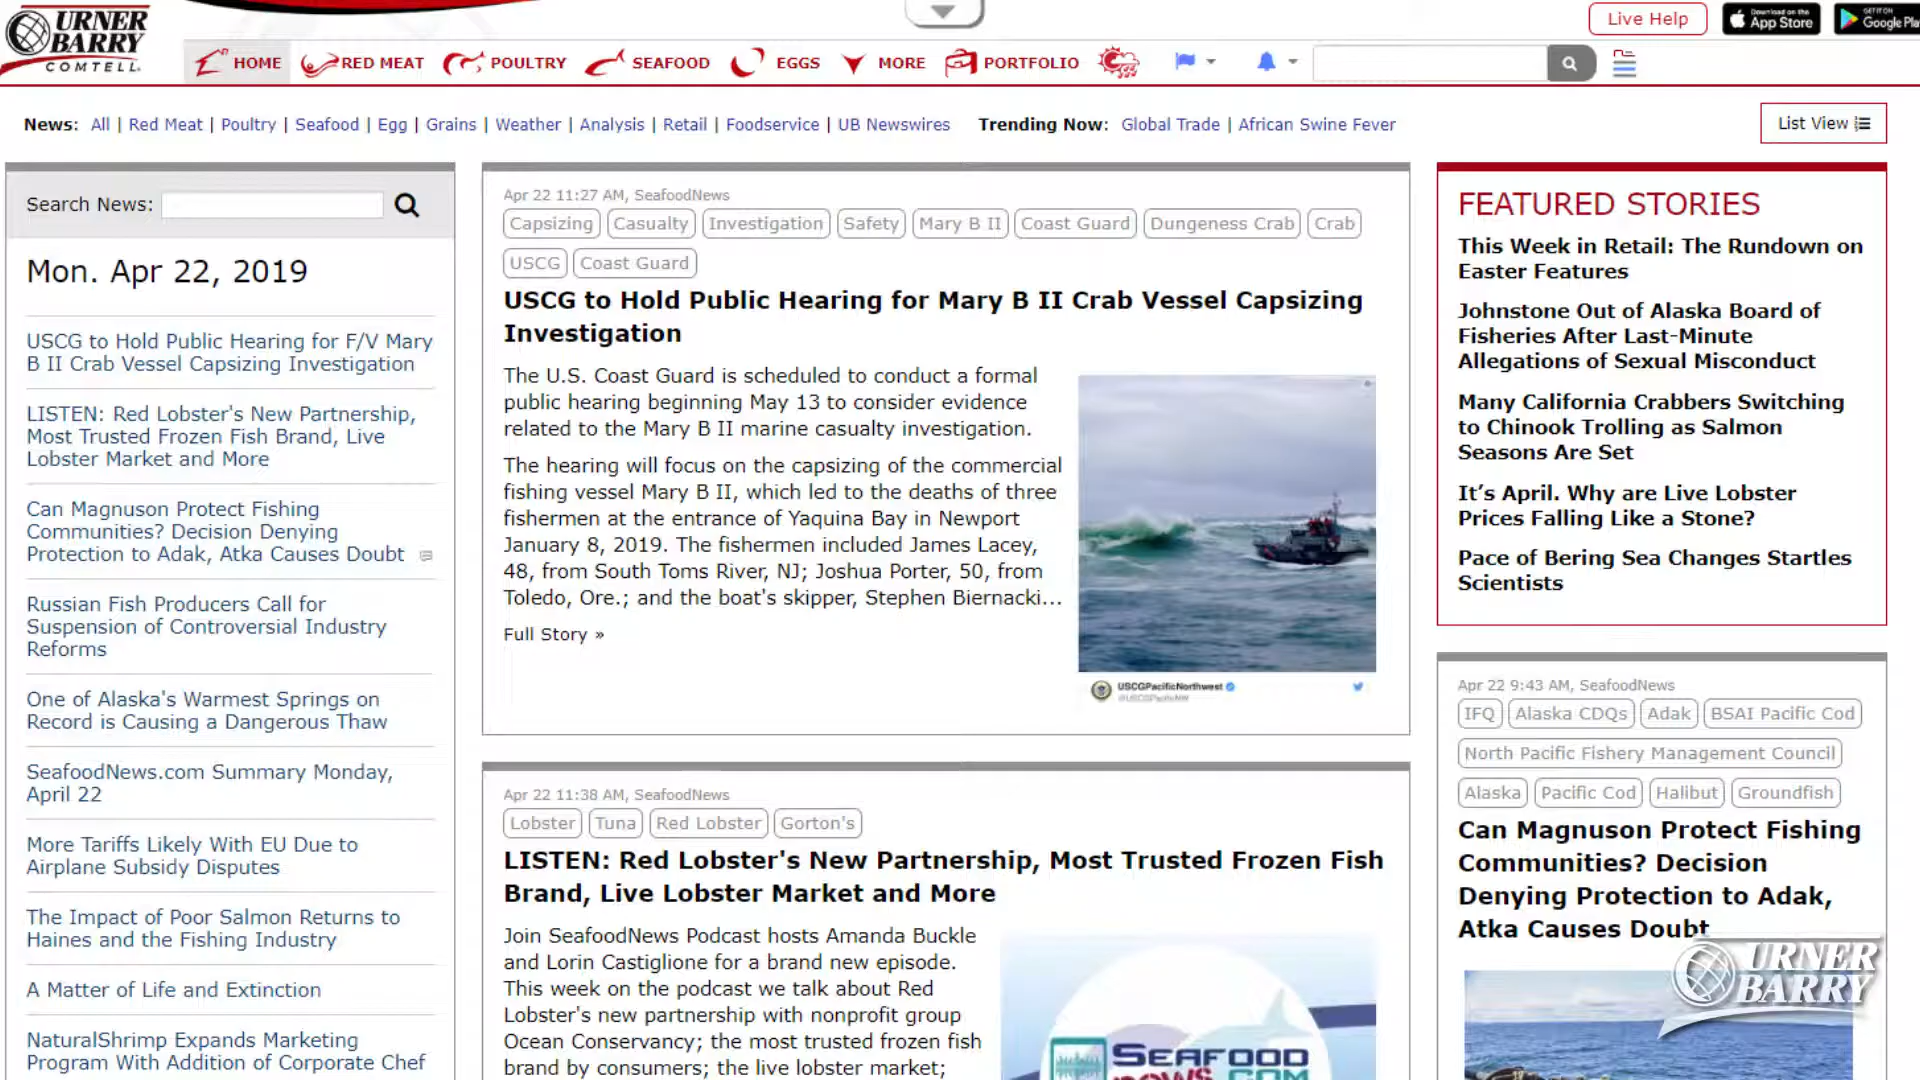 URNER
BARRY
COMTELL
HOME
RED MEAT
POULTRY
SEAFOOD
EGGS
MORE
PORTFOLIO
Live Help
Download on the
App Store
GET IT ON
News: All | Red Meat | Poultry | Seafood | Egg | Grains | Weather | Analysis | Retail | Foodservice | UB Newswires
Trending Now: Global Trade | African Swine Fever
List View
Search News:
Mon. Apr 22, 2019
USCG to Hold Public Hearing for F/V Mary
B II Crab Vessel Capsizing Investigation
LISTEN: Red Lobster's New Partnership,
Most Trusted Frozen Fish Brand, Live
Lobster Market and More
Can Magnuson Protect Fishing
Communities? Decision Denying
Protection to Adak, Atka Causes Doubt
Russian Fish Producers Call for
Suspension of Controversial Industry
Reforms
One of Alaska's Warmest Springs on
Record is Causing a Dangerous Thaw
SeafoodNews.com Summary Monday,
April 22
More Tariffs Likely With EU Due to
Airplane Subsidy Disputes
The Impact of Poor Salmon Returns to
Haines and the Fishing Industry
A Matter of Life and Extinction
NaturalShrimp Expands Marketing
Program With Addition of Corporate Chef
Apr 22 11:27 AM, SeafoodNews
Capsizing Casualty Investigation Safety Mary B II Coast Guard Dungeness Crab Crab
USCG Coast Guard
USCG to Hold Public Hearing for Mary B II Crab Vessel Capsizing
Investigation
The U.S. Coast Guard is scheduled to conduct a formal
public hearing beginning May 13 to consider evidence
related to the Mary B II marine casualty investigation.
The hearing will focus on the capsizing of the commercial
fishing vessel Mary B II, which led to the deaths of three
fishermen at the entrance of Yaquina Bay in Newport
January 8, 2019. The fishermen included James Lacey,
48, from South Toms River, NJ; Joshua Porter, 50, from
Toledo, Ore.; and the boat's skipper, Stephen Biernacki...
Full Story »
USCGPacificNorthwest
@USCGPacificNW
Apr 22 11:38 AM, SeafoodNews
Lobster Tuna Red Lobster Gorton's
LISTEN: Red Lobster's New Partnership, Most Trusted Frozen Fish
Brand, Live Lobster Market and More
Join SeafoodNews Podcast hosts Amanda Buckle
and Lorin Castiglione for a brand new episode.
This week on the podcast we talk about Red
Lobster's new partnership with nonprofit group
Ocean Conservancy; the most trusted frozen fish
brand by consumers; the live lobster market;
SEAFOOD
NEWS.COM
FEATURED STORIES
This Week in Retail: The Rundown on
Easter Features
Johnstone Out of Alaska Board of
Fisheries After Last-Minute
Allegations of Sexual Misconduct
Many California Crabbers Switching
to Chinook Trolling as Salmon
Seasons Are Set
It’s April. Why are Live Lobster
Prices Falling Like a Stone?
Pace of Bering Sea Changes Startles
Scientists
Apr 22 9:43 AM, SeafoodNews
IFQ Alaska CDQs Adak BSAI Pacific Cod
North Pacific Fishery Management Council
Alaska Pacific Cod Halibut Groundfish
Can Magnuson Protect Fishing
Communities? Decision
Denying Protection to Adak,
Atka Causes Doubt
URNER
BARRY